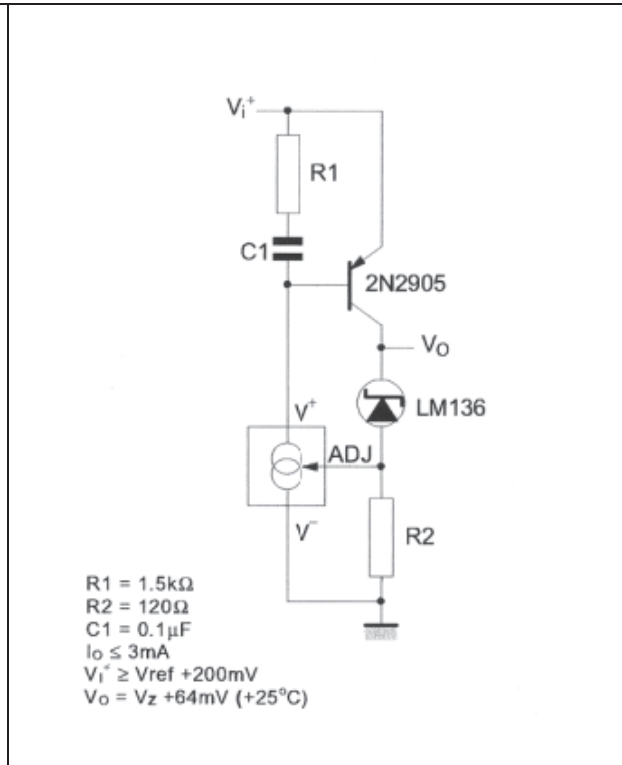 Vi+
R1
C1
2N2905
VO
V+
LM136
ADJ
V−
R2
R1 = 1.5kΩ
R2 = 120Ω
C1 = 0.1μF
IO ≤ 3mA
VI+ ≥ Vref +200mV
VO = VZ +64mV (+25°C)